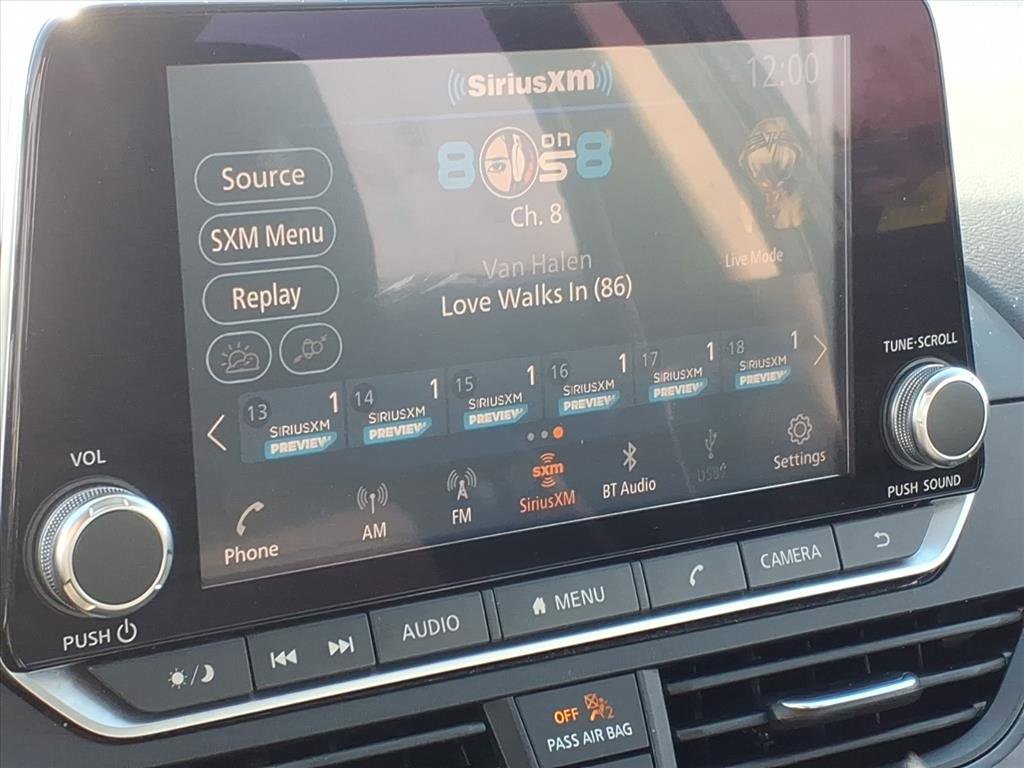 SiriusXM
12:00
80s on 8
Ch. 8
Source
SXM Menu
Replay
Van Halen
Love Walks In (86)
Live Mode
13 1 SIRIUSXM PREVIEW
14 1 SIRIUSXM PREVIEW
15 1 SIRIUSXM PREVIEW
16 1 SIRIUSXM PREVIEW
17 1 SIRIUSXM PREVIEW
18 1 SIRIUSXM PREVIEW
Phone
AM
FM
sxm
SiriusXM
BT Audio
Settings
VOL
PUSH
TUNE·SCROLL
PUSH SOUND
AUDIO
MENU
CAMERA
OFF
2
PASS AIR BAG